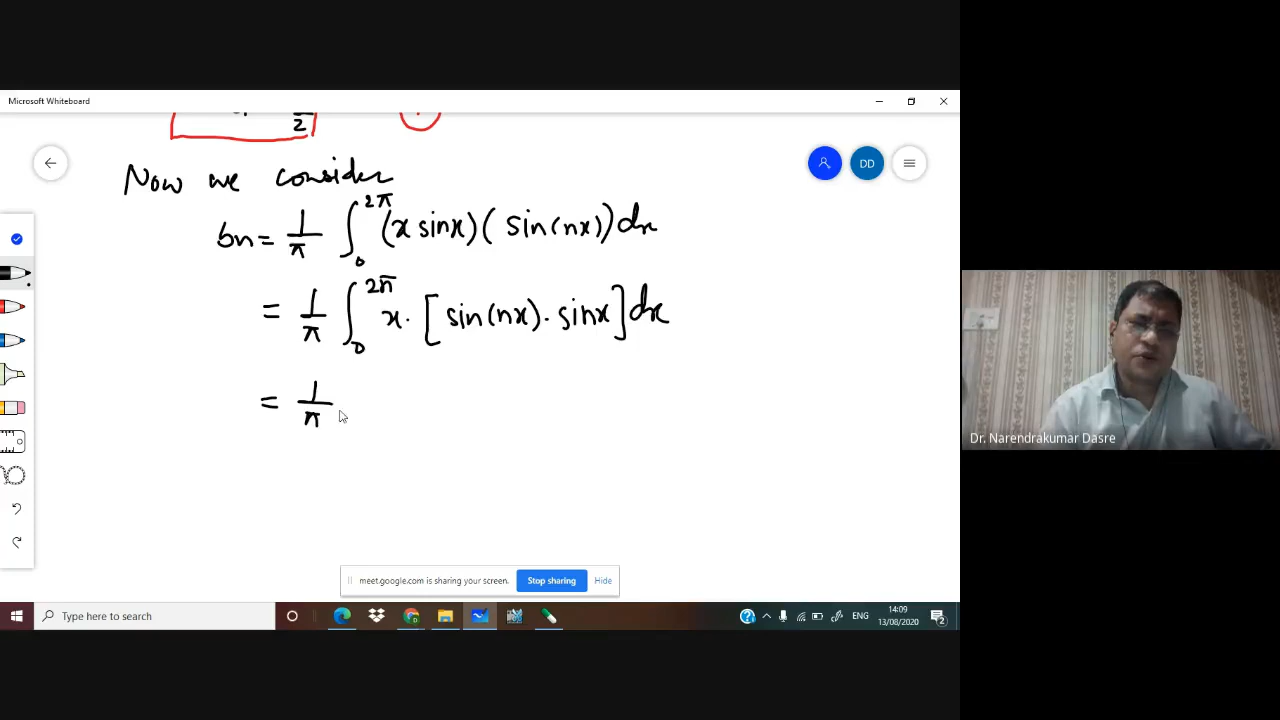 Microsoft Whiteboard
2
Now we consider
bn = 1/π ∫₀^2π (x sinx)( sin(nx))dx
= 1/π ∫₀^2π x · [sin(nx) · sinx]dx
= 1/π
DD
Dr. Narendrakumar Dasre
meet.google.com is sharing your screen. Stop sharing Hide
Type here to search
ENG
14:09
13/08/2020
2